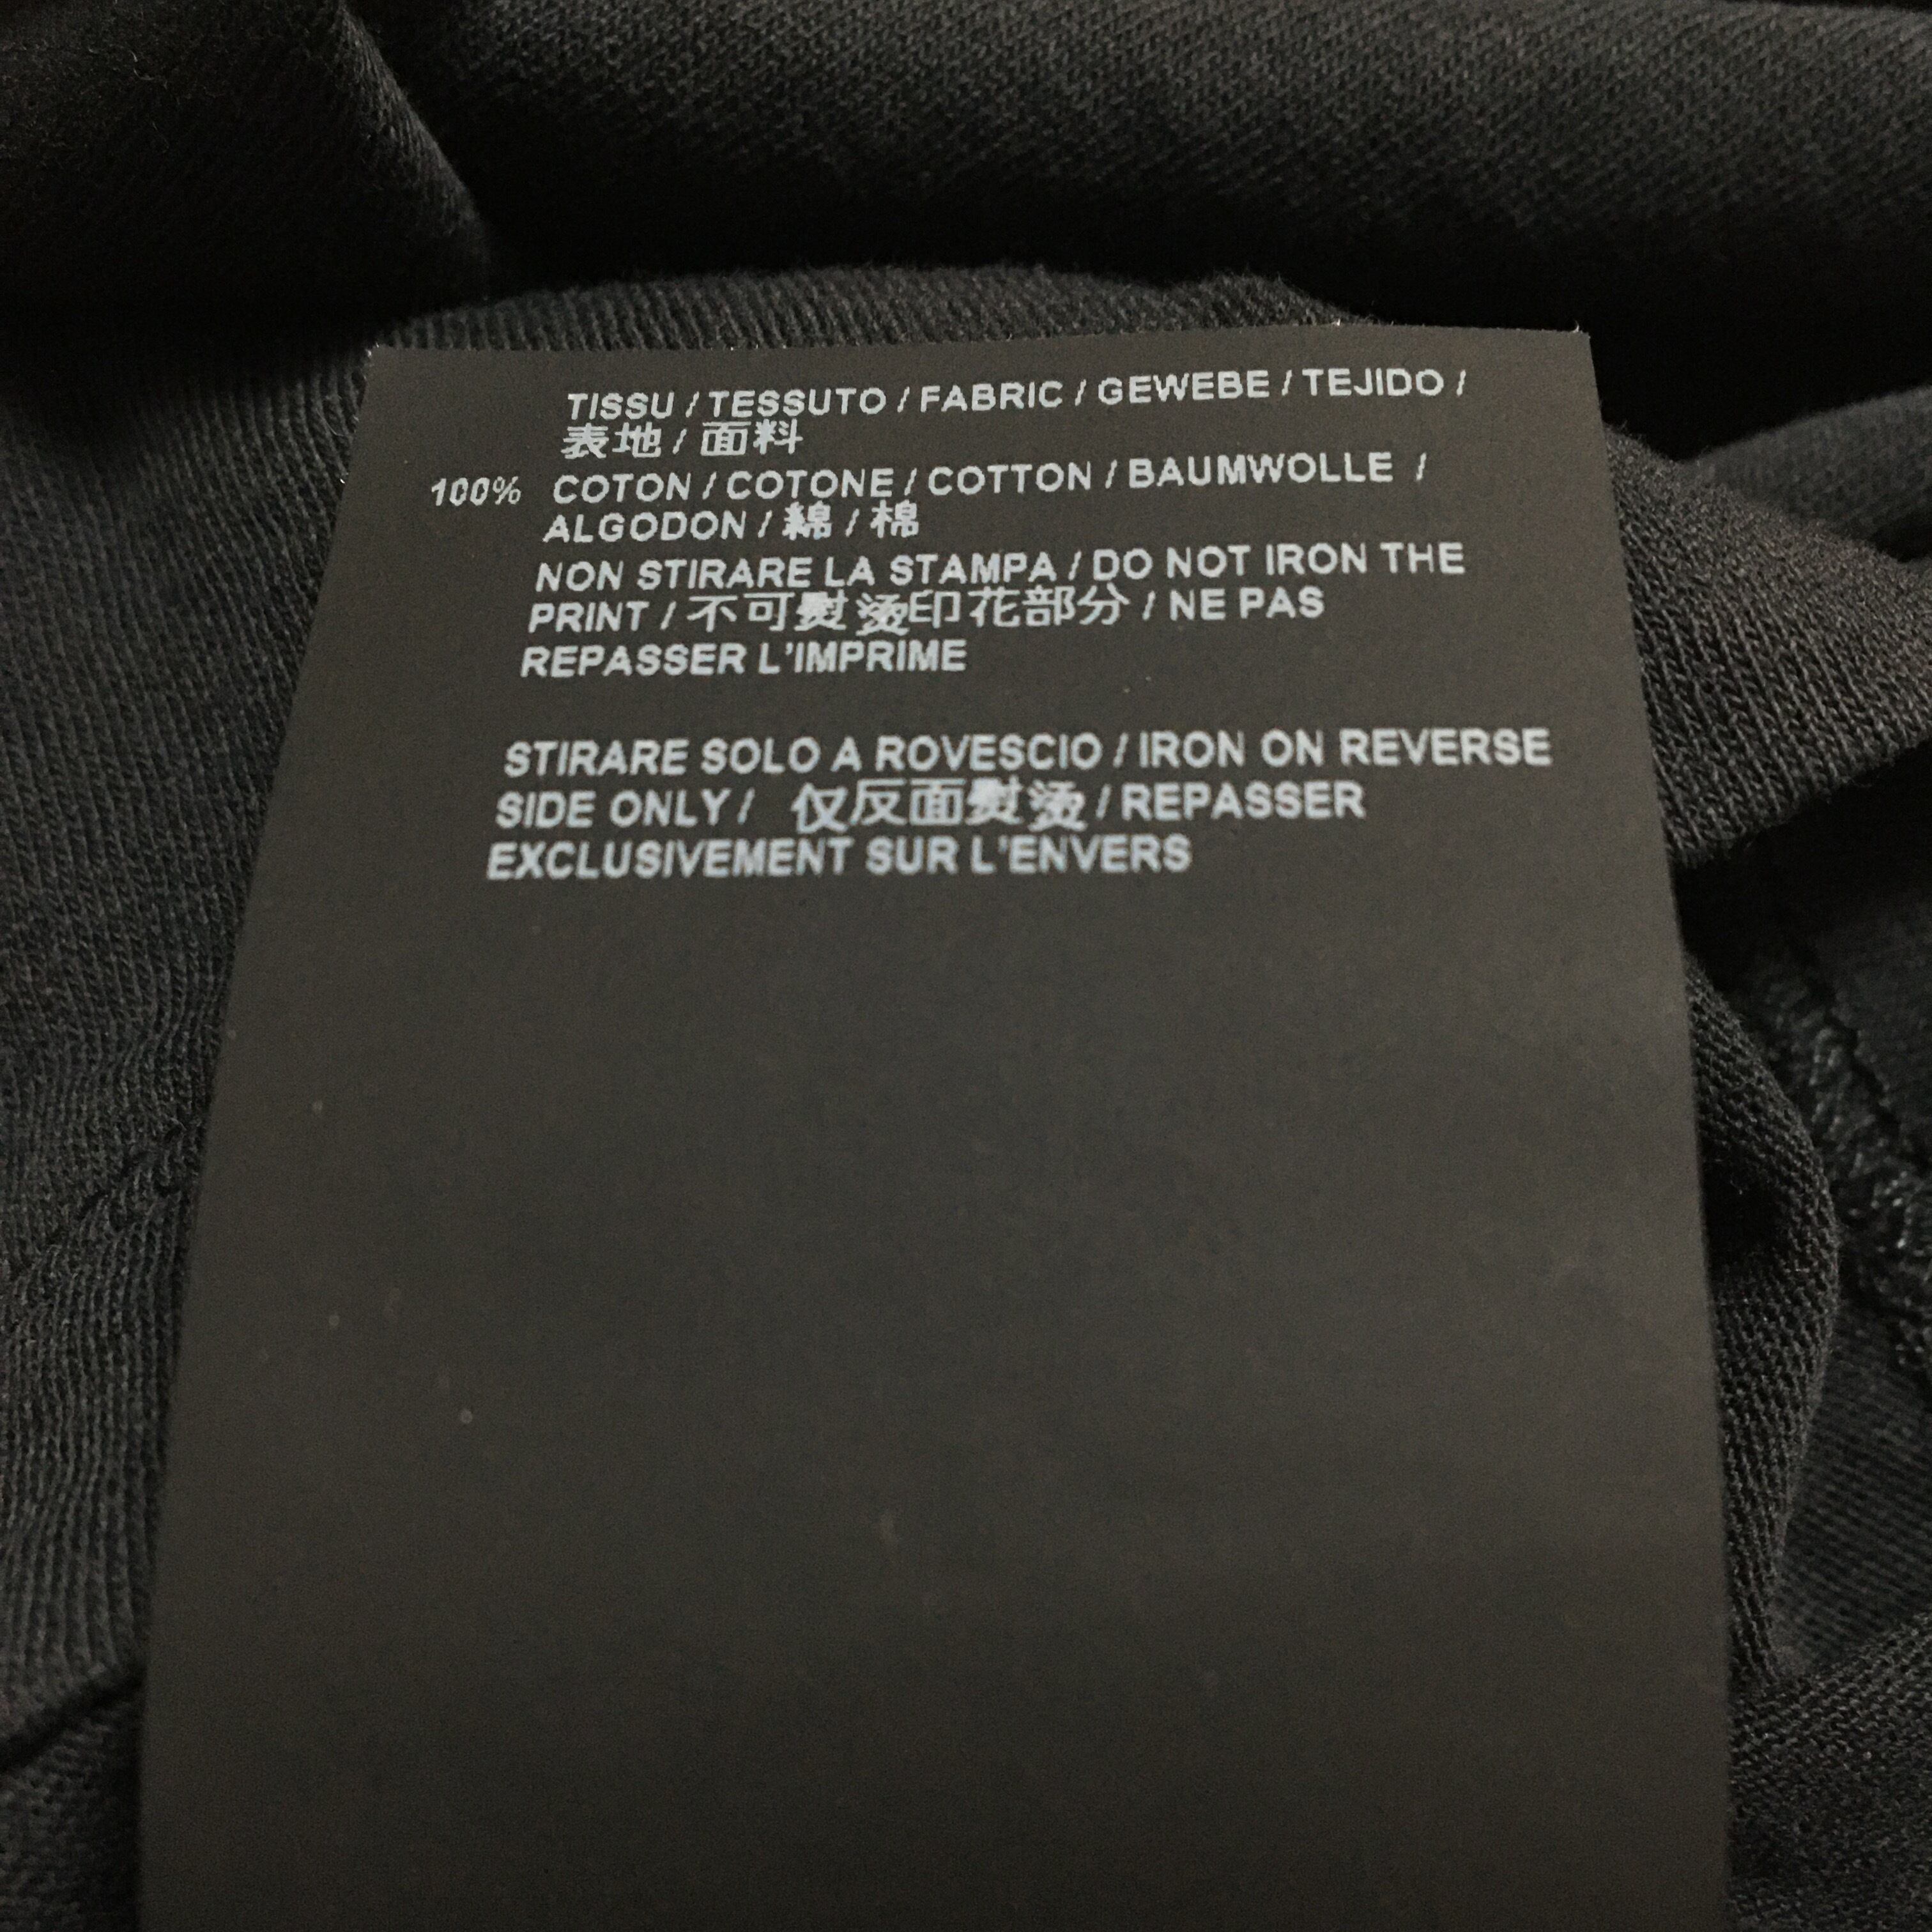 TISSU / TESSUTO / FABRIC / GEWEBE / TEJIDO /
表地 / 面料
100% COTON / COTONE / COTTON / BAUMWOLLE /
ALGODON / 綿 / 棉
NON STIRARE LA STAMPA / DO NOT IRON THE
PRINT / 不可熨烫印花部分 / NE PAS
REPASSER L'IMPRIME
STIRARE SOLO A ROVESCIO / IRON ON REVERSE
SIDE ONLY / 仅反面熨烫 / REPASSER
EXCLUSIVEMENT SUR L'ENVERS